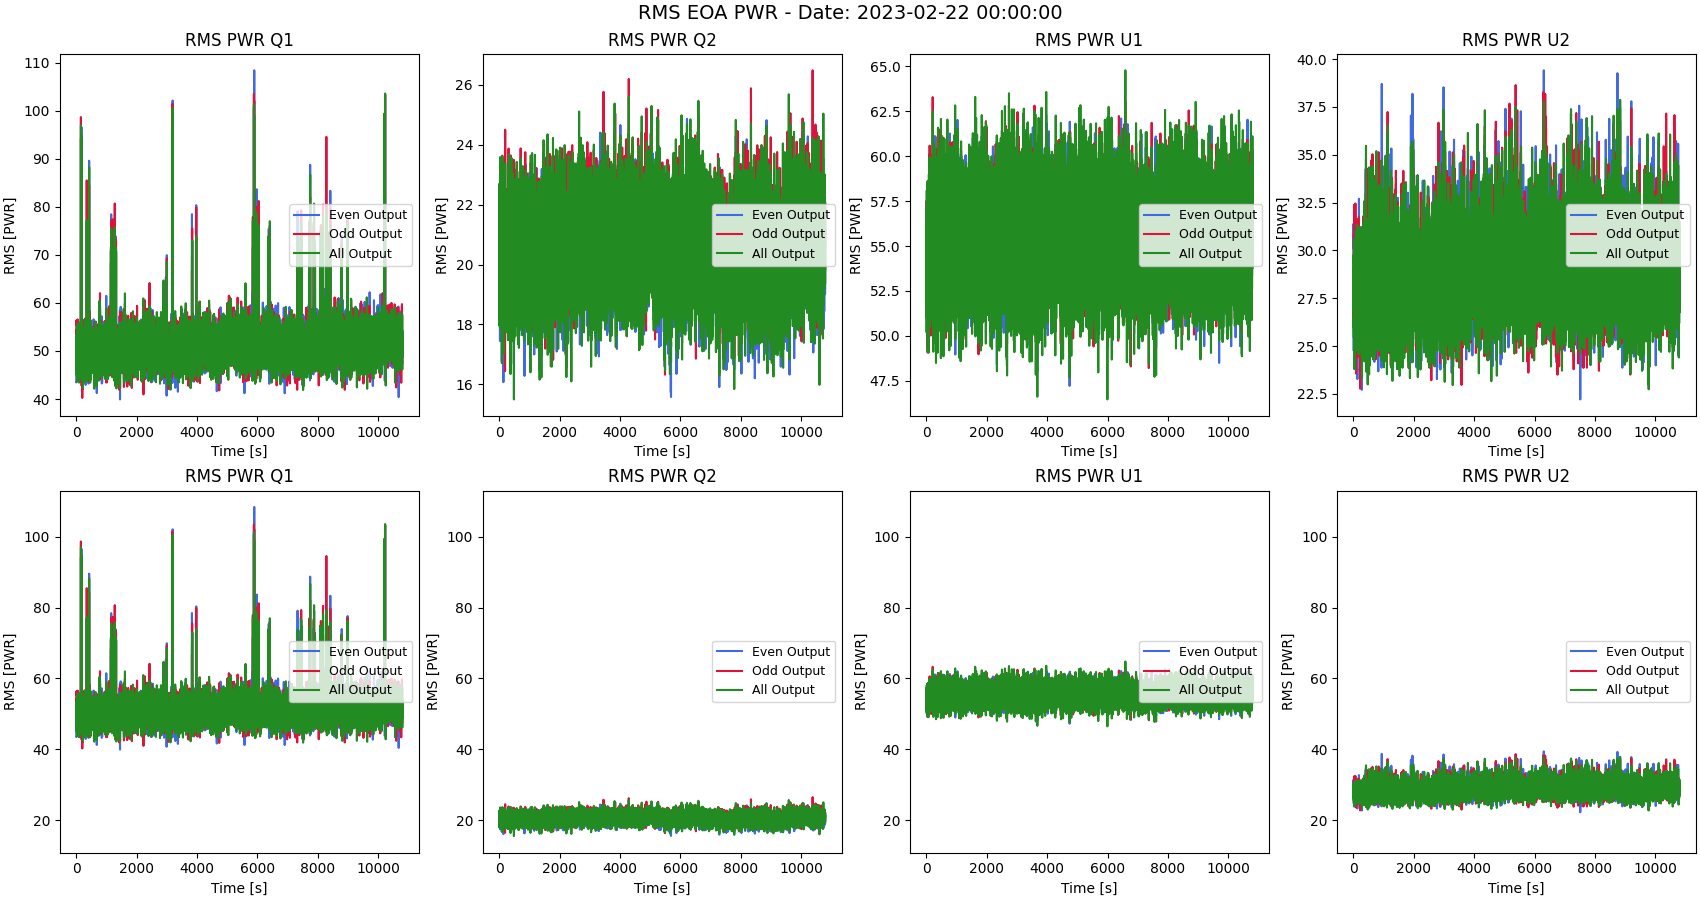 RMS EOA PWR - Date: 2023-02-22 00:00:00
RMS PWR Q1
RMS PWR Q2
RMS PWR U1
RMS PWR U2
RMS [PWR]
110
100
90
80
70
60
50
40
Even Output
Odd Output
All Output
0 2000 4000 6000 8000 10000
Time [s]
RMS [PWR]
26
24
22
20
18
16
Even Output
Odd Output
All Output
0 2000 4000 6000 8000 10000
Time [s]
RMS [PWR]
65.0
62.5
60.0
57.5
55.0
52.5
50.0
47.5
Even Output
Odd Output
All Output
0 2000 4000 6000 8000 10000
Time [s]
RMS [PWR]
40.0
37.5
35.0
32.5
30.0
27.5
25.0
22.5
Even Output
Odd Output
All Output
0 2000 4000 6000 8000 10000
Time [s]
RMS PWR Q1
RMS PWR Q2
RMS PWR U1
RMS PWR U2
RMS [PWR]
100
80
60
40
20
Even Output
Odd Output
All Output
0 2000 4000 6000 8000 10000
Time [s]
RMS [PWR]
100
80
60
40
20
Even Output
Odd Output
All Output
0 2000 4000 6000 8000 10000
Time [s]
RMS [PWR]
100
80
60
40
20
Even Output
Odd Output
All Output
0 2000 4000 6000 8000 10000
Time [s]
RMS [PWR]
100
80
60
40
20
Even Output
Odd Output
All Output
0 2000 4000 6000 8000 10000
Time [s]